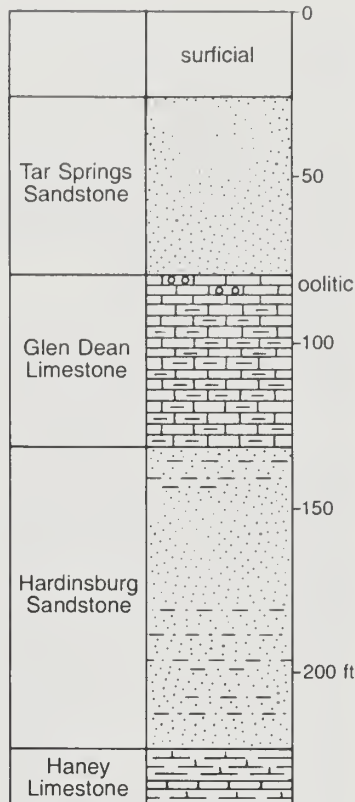 0
surficial
Tar Springs
Sandstone
50
oolitic
Glen Dean
Limestone
100
150
Hardinsburg
Sandstone
200 ft
Haney
Limestone